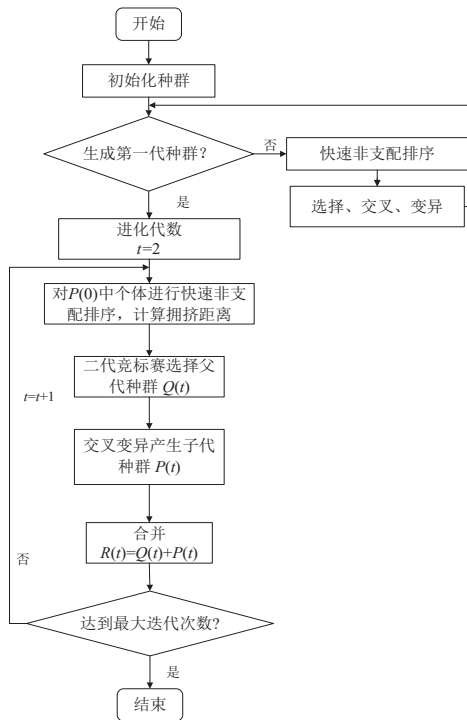 开始
初始化种群
生成第一代种群?
否
快速非支配排序
选择、交叉、变异
是
进化代数
t=2
对P(0)中个体进行快速非支
配排序，计算拥挤距离
二代竞标赛选择父
代种群 Q(t)
t=t+1
交叉变异产生子代
种群 P(t)
合并
R(t)=Q(t)+P(t)
否
达到最大迭代次数?
是
结束